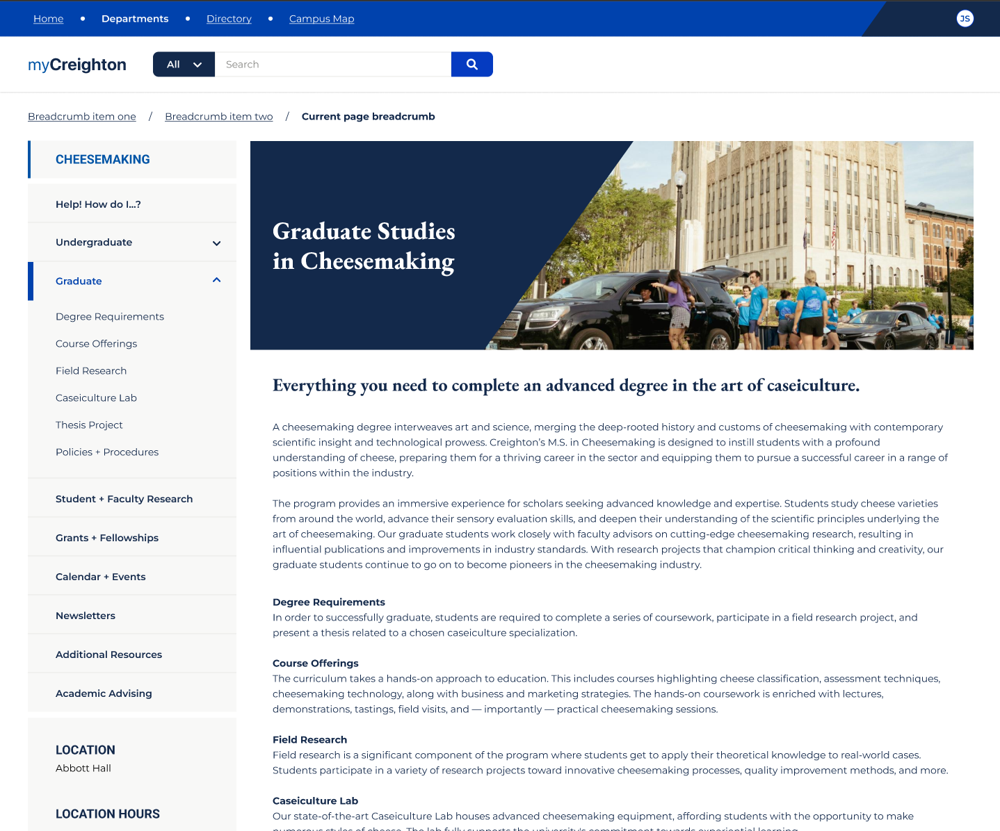 Home • Departments • Directory • Campus Map
JS
myCreighton
All
Search
Breadcrumb item one / Breadcrumb item two / Current page breadcrumb
CHEESEMAKING
Help! How do I...?
Undergraduate
Graduate
Degree Requirements
Course Offerings
Field Research
Caseiculture Lab
Thesis Project
Policies + Procedures
Student + Faculty Research
Grants + Fellowships
Calendar + Events
Newsletters
Additional Resources
Academic Advising
LOCATION
Abbott Hall
LOCATION HOURS
Graduate Studies
in Cheesemaking
Everything you need to complete an advanced degree in the art of caseiculture.
A cheesemaking degree interweaves art and science, merging the deep-rooted history and customs of cheesemaking with contemporary
scientific insight and technological prowess. Creighton’s M.S. in Cheesemaking is designed to instill students with a profound
understanding of cheese, preparing them for a thriving career in the sector and equipping them to pursue a successful career in a range of
positions within the industry.
The program provides an immersive experience for scholars seeking advanced knowledge and expertise. Students study cheese varieties
from around the world, advance their sensory evaluation skills, and deepen their understanding of the scientific principles underlying the
art of cheesemaking. Our graduate students work closely with faculty advisors on cutting-edge cheesemaking research, resulting in
influential publications and improvements in industry standards. With research projects that champion critical thinking and creativity, our
graduate students continue to go on to become pioneers in the cheesemaking industry.
Degree Requirements
In order to successfully graduate, students are required to complete a series of coursework, participate in a field research project, and
present a thesis related to a chosen caseiculture specialization.
Course Offerings
The curriculum takes a hands-on approach to education. This includes courses highlighting cheese classification, assessment techniques,
cheesemaking technology, along with business and marketing strategies. The hands-on coursework is enriched with lectures,
demonstrations, tastings, field visits, and — importantly — practical cheesemaking sessions.
Field Research
Field research is a significant component of the program where students get to apply their theoretical knowledge to real-world cases.
Students participate in a variety of research projects toward innovative cheesemaking processes, quality improvement methods, and more.
Caseiculture Lab
Our state-of-the-art Caseiculture Lab houses advanced cheesemaking equipment, affording students with the opportunity to make
numerous styles of cheese. The lab fully supports the university's commitment towards experiential learning.